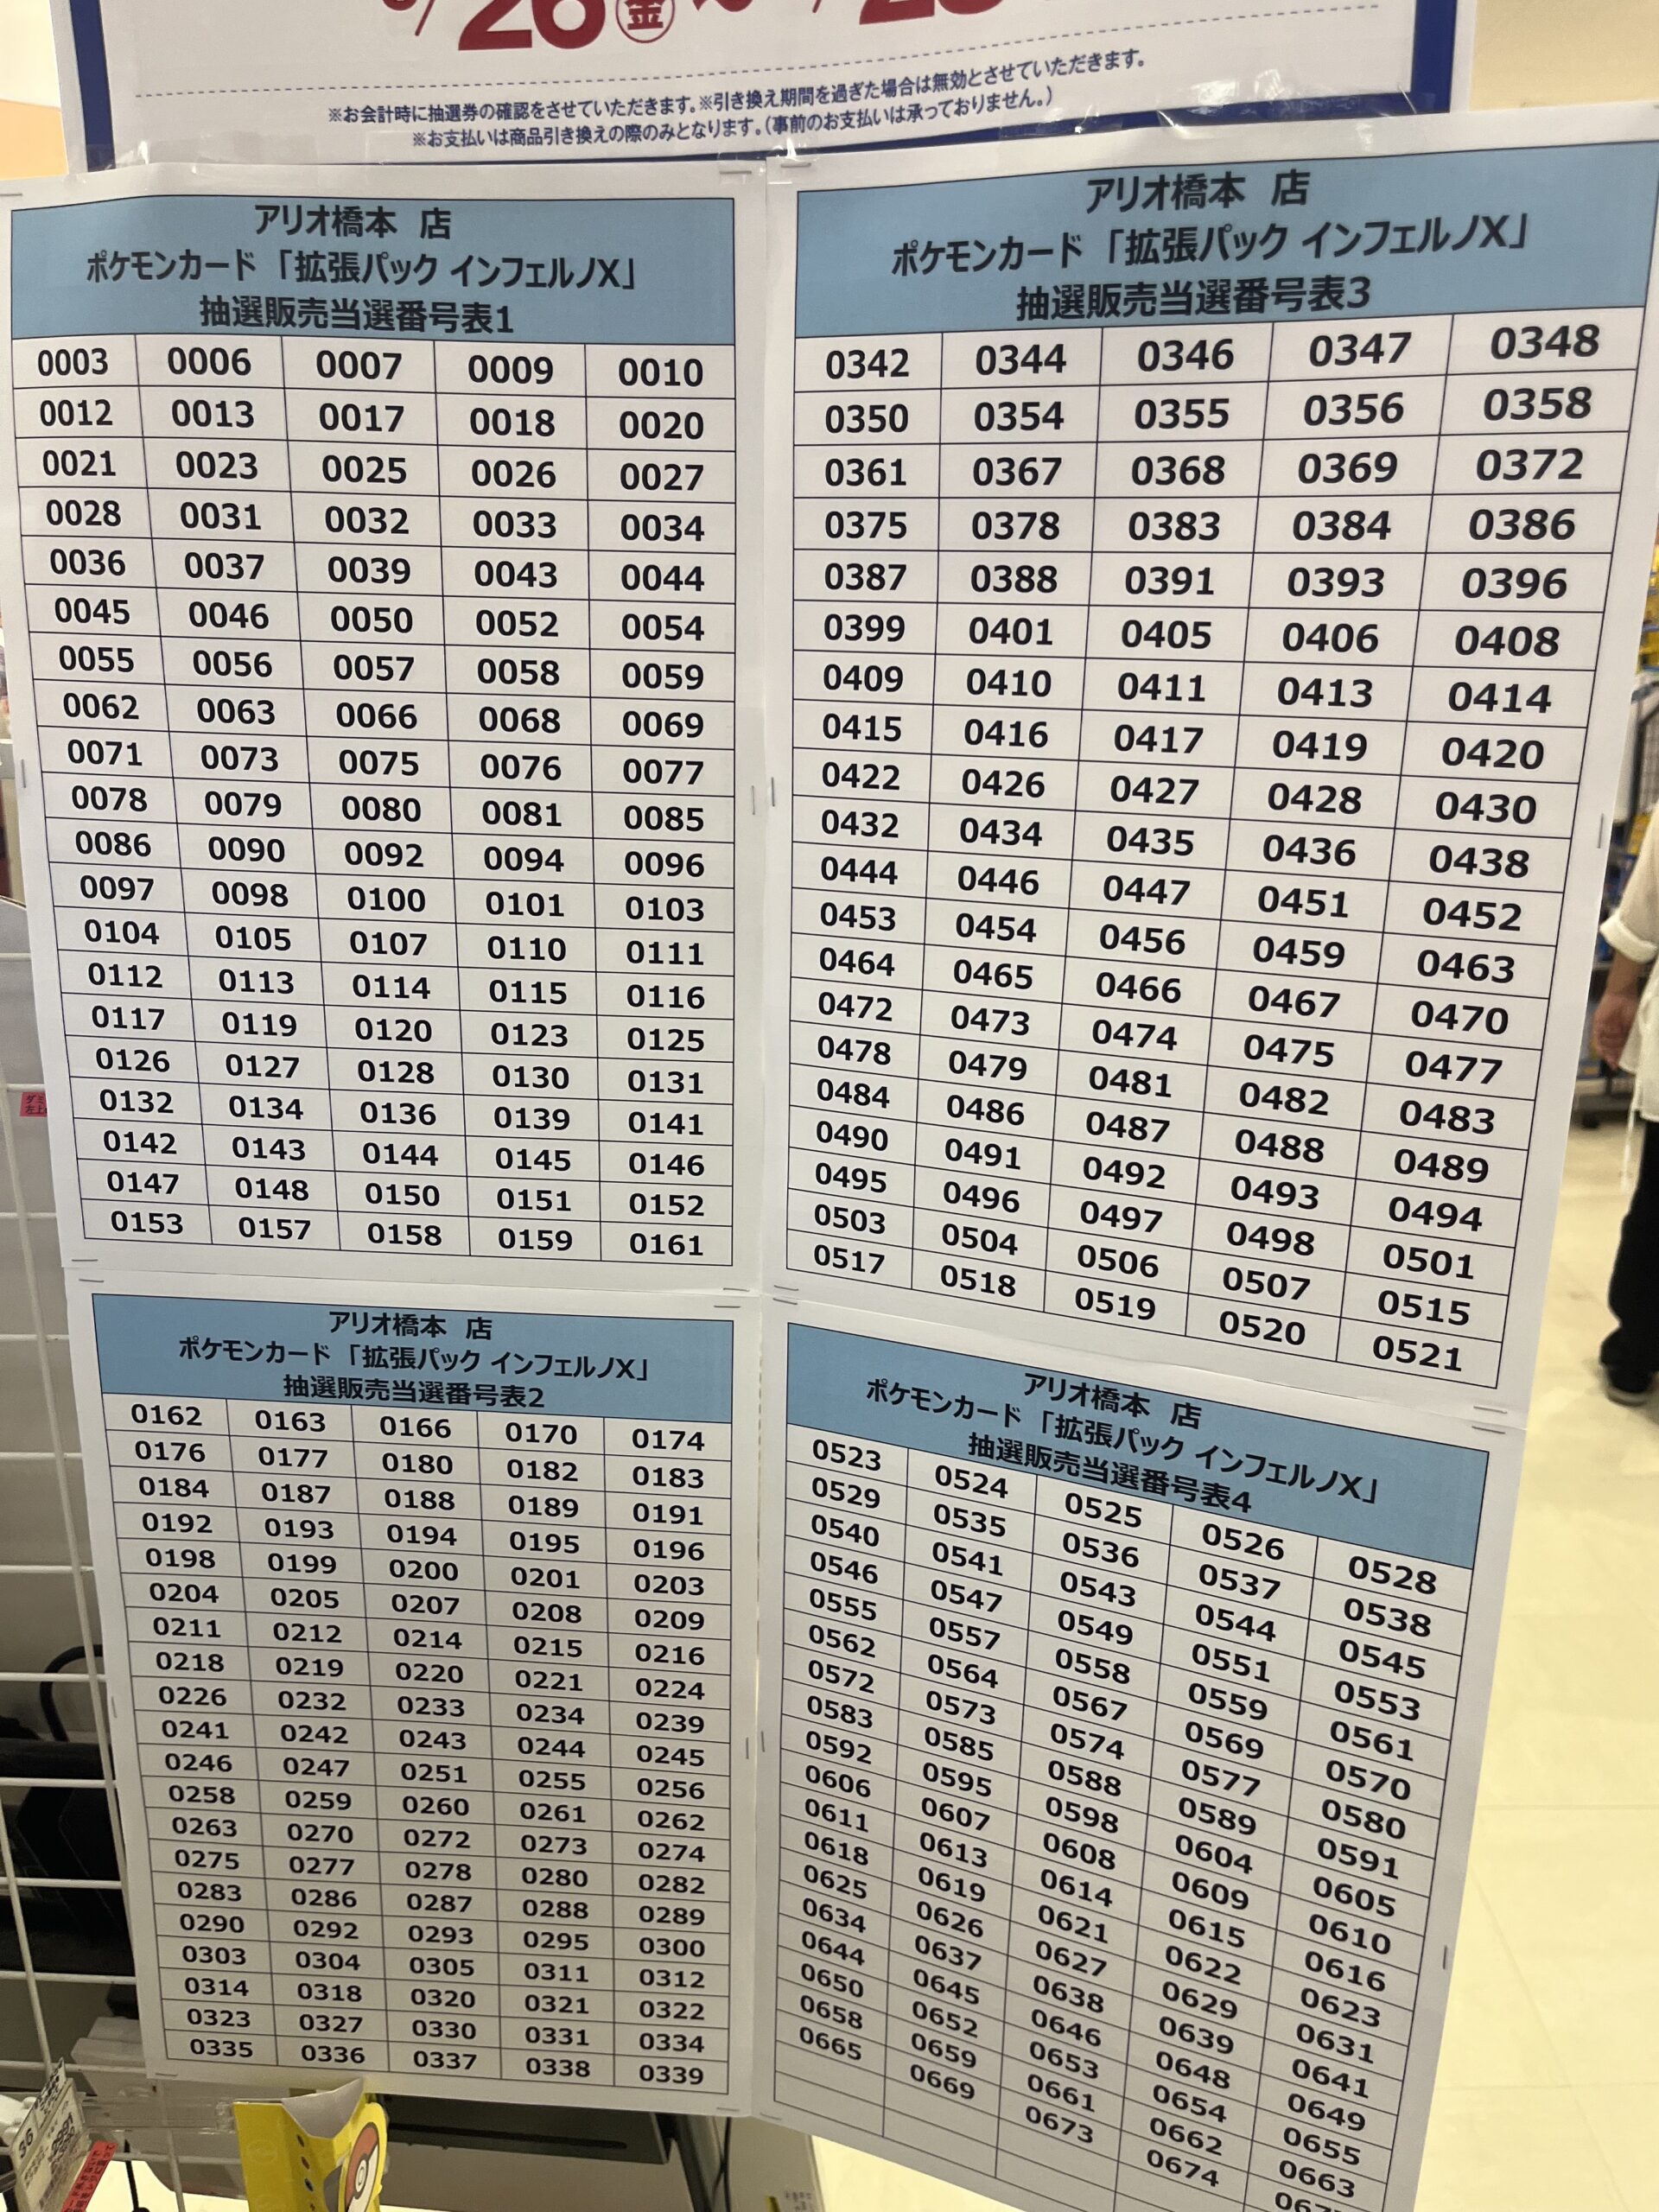 26㊎
※お会計時に抽選券の確認をさせていただきます。※引き換え期間を過ぎた場合は無効とさせていただきます。
※お支払いは商品引き換えの際のみとなります。(事前のお支払いは承っておりません。)
アリオ橋本 店
ポケモンカード「拡張パック インフェルノX」
抽選販売当選番号表1
0003 0006 0007 0009 0010
0012 0013 0017 0018 0020
0021 0023 0025 0026 0027
0028 0031 0032 0033 0034
0036 0037 0039 0043 0044
0045 0046 0050 0052 0054
0055 0056 0057 0058 0059
0062 0063 0066 0068 0069
0071 0073 0075 0076 0077
0078 0079 0080 0081 0085
0086 0090 0092 0094 0096
0097 0098 0100 0101 0103
0104 0105 0107 0110 0111
0112 0113 0114 0115 0116
0117 0119 0120 0123 0125
0126 0127 0128 0130 0131
0132 0134 0136 0139 0141
0142 0143 0144 0145 0146
0147 0148 0150 0151 0152
0153 0157 0158 0159 0161
アリオ橋本 店
ポケモンカード「拡張パック インフェルノX」
抽選販売当選番号表2
0162 0163 0166 0170 0174
0176 0177 0180 0182 0183
0184 0187 0188 0189 0191
0192 0193 0194 0195 0196
0198 0199 0200 0201 0203
0204 0205 0207 0208 0209
0211 0212 0214 0215 0216
0218 0219 0220 0221 0224
0226 0232 0233 0234 0239
0241 0242 0243 0244 0245
0246 0247 0251 0255 0256
0258 0259 0260 0261 0262
0263 0270 0272 0273 0274
0275 0277 0278 0280 0282
0283 0286 0287 0288 0289
0290 0292 0293 0295 0300
0303 0304 0305 0311 0312
0314 0318 0320 0321 0322
0323 0327 0330 0331 0334
0335 0336 0337 0338 0339
アリオ橋本 店
ポケモンカード「拡張パック インフェルノX」
抽選販売当選番号表3
0342 0344 0346 0347 0348
0350 0354 0355 0356 0358
0361 0367 0368 0369 0372
0375 0378 0383 0384 0386
0387 0388 0391 0393 0396
0399 0401 0405 0406 0408
0409 0410 0411 0413 0414
0415 0416 0417 0419 0420
0422 0426 0427 0428 0430
0432 0434 0435 0436 0438
0444 0446 0447 0451 0452
0453 0454 0456 0459 0463
0464 0465 0466 0467 0470
0472 0473 0474 0475 0477
0478 0479 0481 0482 0483
0484 0486 0487 0488 0489
0490 0491 0492 0493 0494
0495 0496 0497 0498 0501
0503 0504 0506 0507 0515
0517 0518 0519 0520 0521
アリオ橋本 店
ポケモンカード「拡張パック インフェルノX」
抽選販売当選番号表4
0523 0524 0525 0526 0528
0529 0535 0536 0537 0538
0540 0541 0543 0544 0545
0546 0547 0549 0551 0553
0555 0557 0558 0559 0561
0562 0564 0567 0569 0570
0572 0573 0574 0577 0580
0583 0585 0588 0589 0591
0592 0595 0598 0604 0605
0606 0607 0608 0609 0610
0611 0613 0614 0615 0616
0618 0619 0621 0622 0623
0625 0626 0627 0629 0631
0634 0637 0638 0639 0641
0644 0645 0646 0648 0649
0650 0652 0653 0654 0655
0658 0659 0661 0662 0663
0665 0669 0673 0674